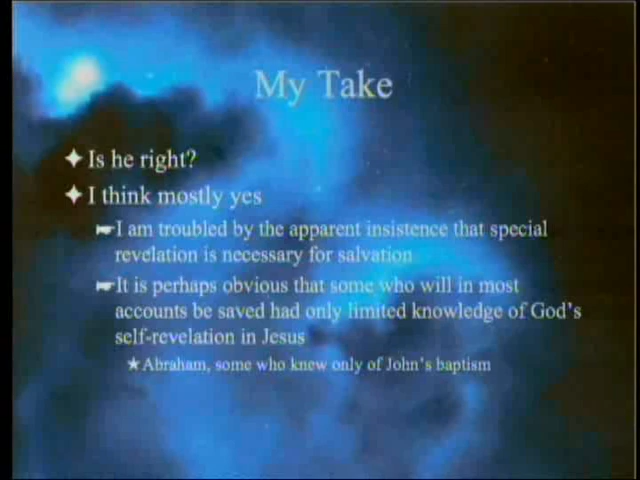 My Take
Is he right?
I think mostly yes
I am troubled by the apparent insistence that special
revelation is necessary for salvation
It is perhaps obvious that some who will in most
accounts be saved had only limited knowledge of God's
self-revelation in Jesus
Abraham, some who knew only of John's baptism